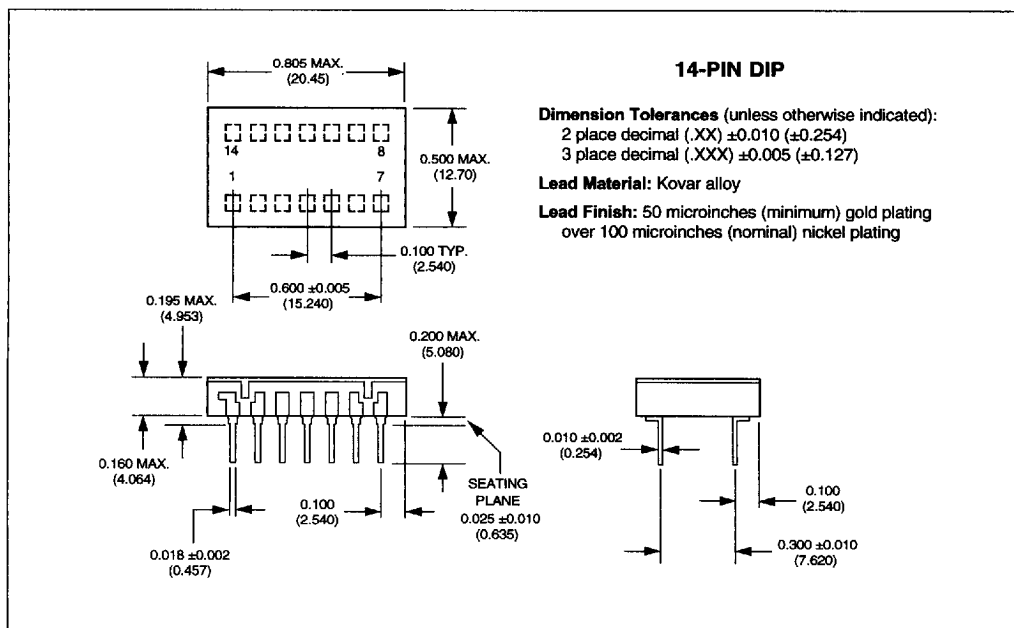 0.805 MAX.
(20.45)
14
8
1
7
0.500 MAX.
(12.70)
0.100 TYP.
(2.540)
0.600 ±0.005
(15.240)
14-PIN DIP
Dimension Tolerances (unless otherwise indicated):
2 place decimal (.XX) ±0.010 (±0.254)
3 place decimal (.XXX) ±0.005 (±0.127)
Lead Material: Kovar alloy
Lead Finish: 50 microinches (minimum) gold plating
over 100 microinches (nominal) nickel plating
0.195 MAX.
(4.953)
0.200 MAX.
(5.080)
0.160 MAX.
(4.064)
0.018 ±0.002
(0.457)
0.100
(2.540)
SEATING
PLANE
0.025 ±0.010
(0.635)
0.010 ±0.002
(0.254)
0.100
(2.540)
0.300 ±0.010
(7.620)